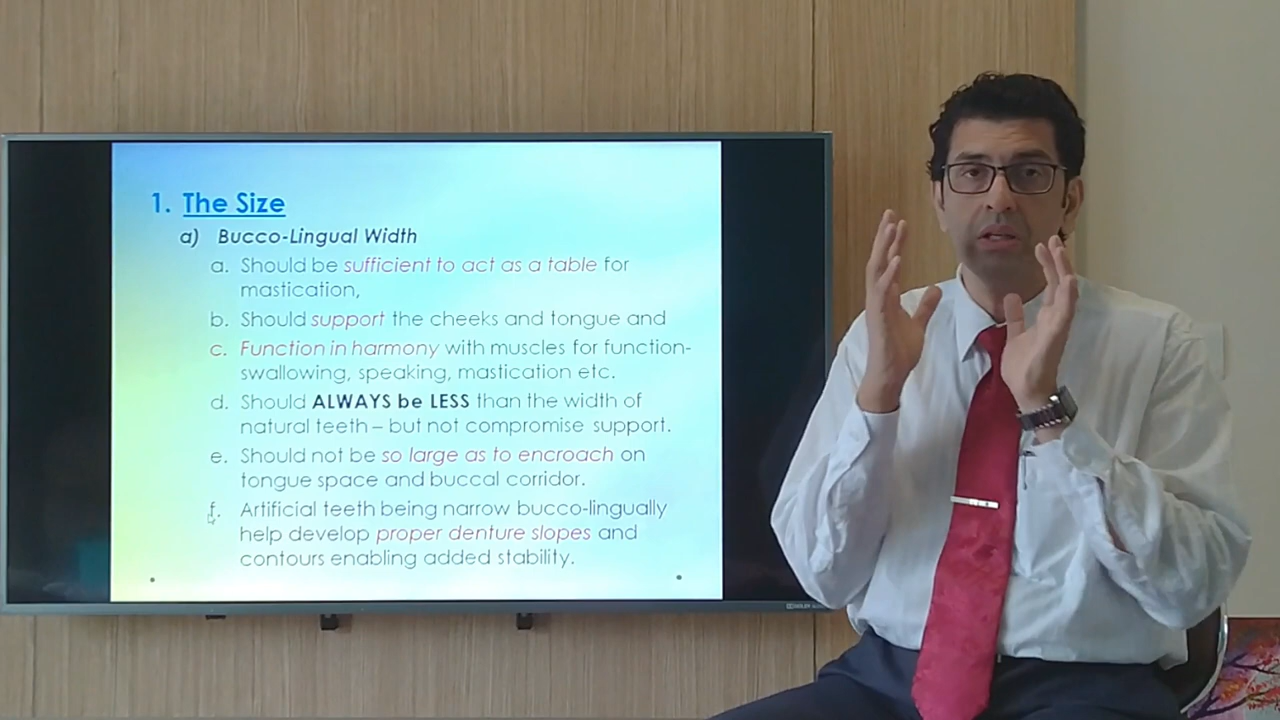 1. The Size
a) Bucco-Lingual Width
a. Should be sufficient to act as a table for
mastication,
b. Should support the cheeks and tongue and
c. Function in harmony with muscles for function-
swallowing, speaking, mastication etc.
d. Should ALWAYS be LESS than the width of
natural teeth – but not compromise support.
e. Should not be so large as to encroach on
tongue space and buccal corridor.
f. Artificial teeth being narrow bucco-lingually
help develop proper denture slopes and
contours enabling added stability.